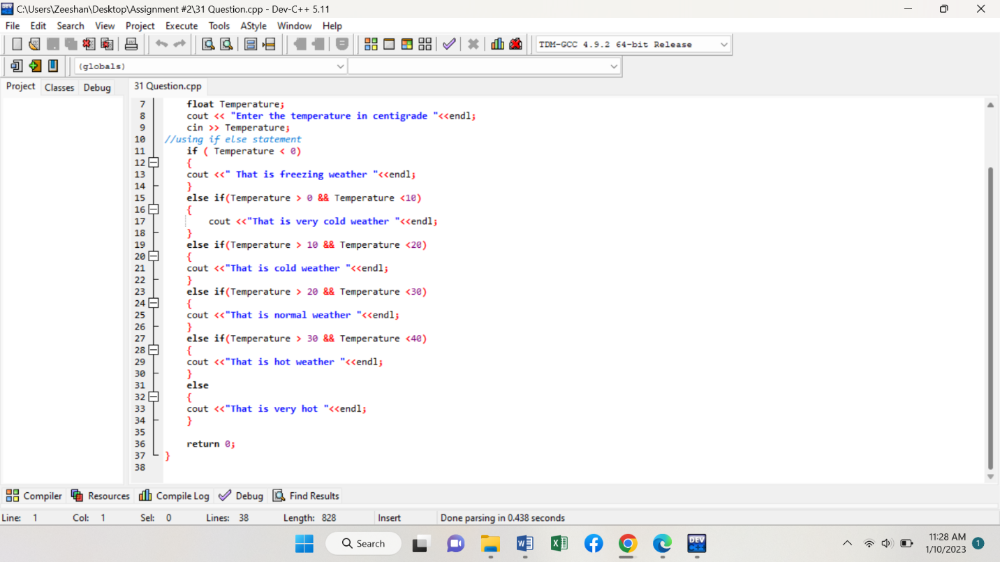 C:\Users\Zeeshan\Desktop\Assignment #2\31 Question.cpp - Dev-C++ 5.11
File Edit Search View Project Execute Tools AStyle Window Help
TDM-GCC 4.9.2 64-bit Release
(globals)
Project Classes Debug 31 Question.cpp
7 float Temperature;
8 cout << "Enter the temperature in centigrade "<<endl;
9 cin >> Temperature;
10 //using if else statement
11 if ( Temperature < 0)
12 {
13 cout <<" That is freezing weather "<<endl;
14 }
15 else if(Temperature > 0 && Temperature <10)
16 {
17 cout <<"That is very cold weather "<<endl;
18 }
19 else if(Temperature > 10 && Temperature <20)
20 {
21 cout <<"That is cold weather "<<endl;
22 }
23 else if(Temperature > 20 && Temperature <30)
24 {
25 cout <<"That is normal weather "<<endl;
26 }
27 else if(Temperature > 30 && Temperature <40)
28 {
29 cout <<"That is hot weather "<<endl;
30 }
31 else
32 {
33 cout <<"That is very hot "<<endl;
34 }
35
36 return 0;
37 }
38
Compiler Resources Compile Log Debug Find Results
Line: 1 Col: 1 Sel: 0 Lines: 38 Length: 828 Insert Done parsing in 0.438 seconds
Search DEV C++ 11:28 AM
1/10/2023 1